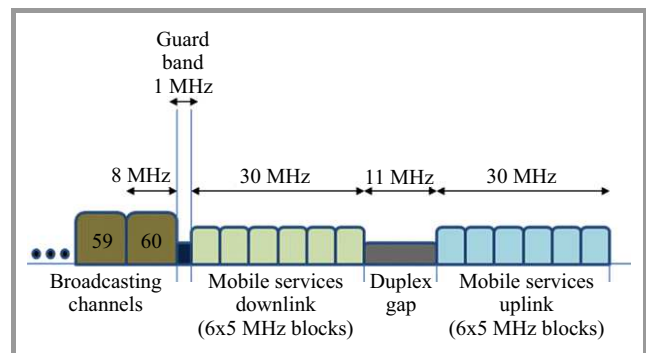 Guard
band
1 MHz
8 MHz 30 MHz 11 MHz 30 MHz
59 60
Broadcasting
channels
Mobile services
downlink
(6x5 MHz blocks)
Duplex
gap
Mobile services
uplink
(6x5 MHz blocks)